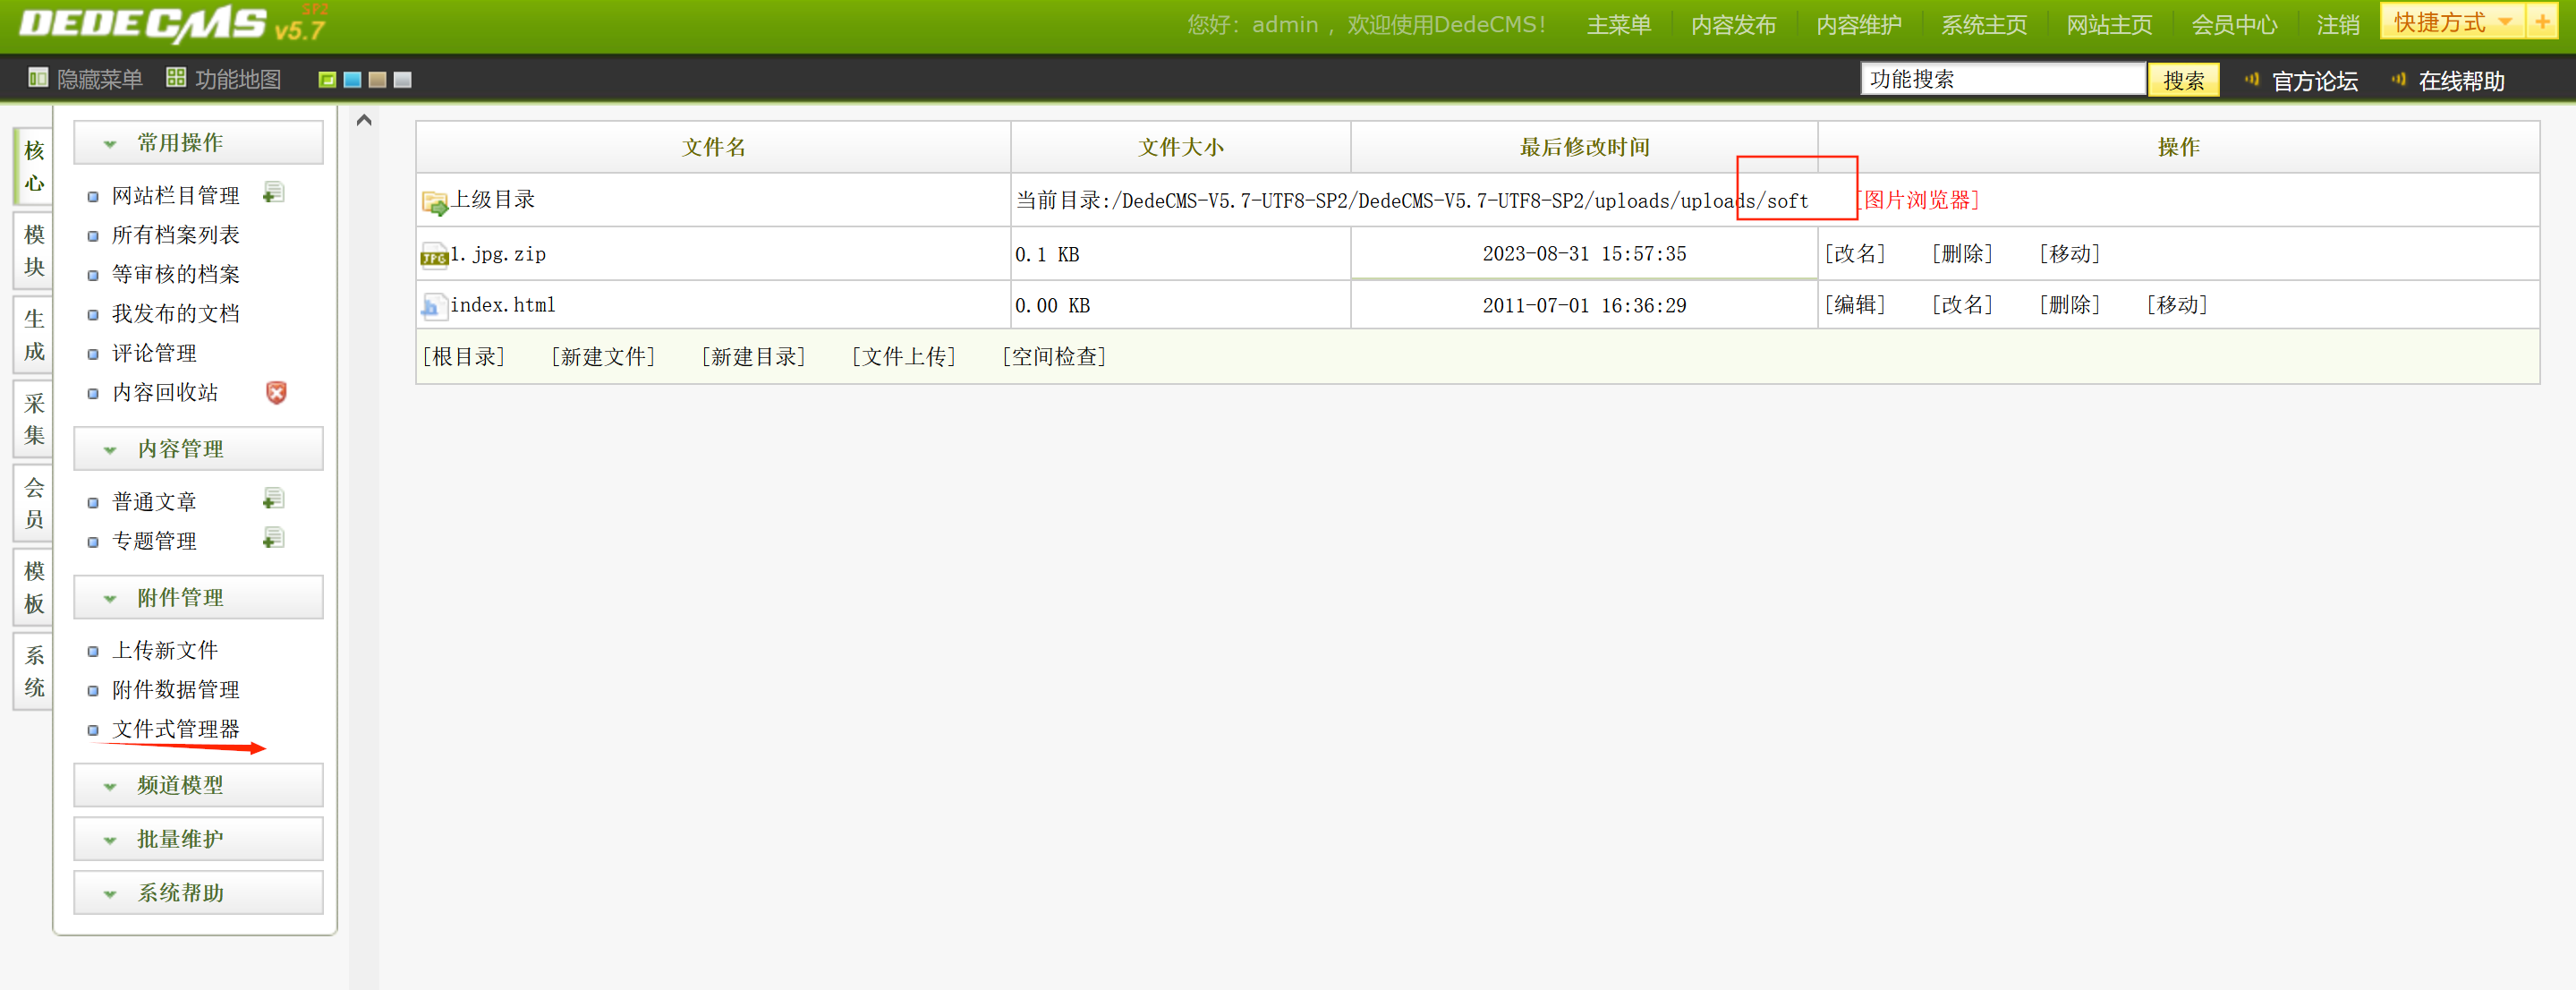 DEDECMS v5.7 SP2
您好：admin ，欢迎使用DedeCMS！ 主菜单 内容发布 内容维护 系统主页 网站主页 会员中心 注销 快捷方式 +
隐藏菜单 功能地图 功能搜索 搜索 官方论坛 在线帮助
核心
模块
生成
采集
会员
模板
系统
常用操作
网站栏目管理
所有档案列表
等审核的档案
我发布的文档
评论管理
内容回收站
内容管理
普通文章
专题管理
附件管理
上传新文件
附件数据管理
文件式管理器
频道模型
批量维护
系统帮助
文件名 文件大小 最后修改时间 操作
上级目录 当前目录:/DedeCMS-V5.7-UTF8-SP2/DedeCMS-V5.7-UTF8-SP2/uploads/uploads/soft [图片浏览器]
JPG 1.jpg.zip 0.1 KB 2023-08-31 15:57:35 [改名] [删除] [移动]
h index.html 0.00 KB 2011-07-01 16:36:29 [编辑] [改名] [删除] [移动]
[根目录] [新建文件] [新建目录] [文件上传] [空间检查]